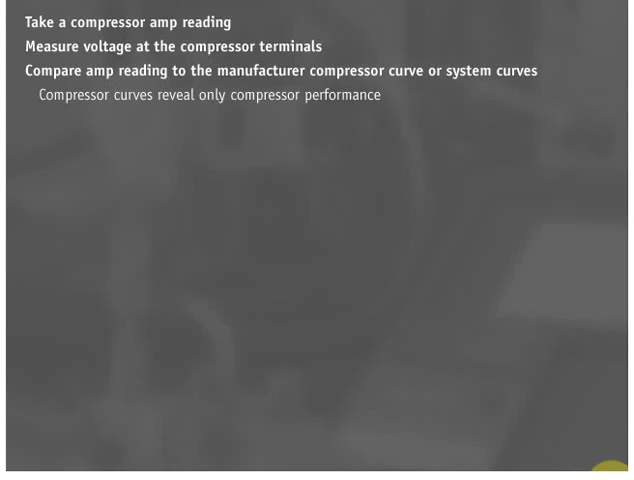 Take a compressor amp reading
Measure voltage at the compressor terminals
Compare amp reading to the manufacturer compressor curve or system curves
Compressor curves reveal only compressor performance